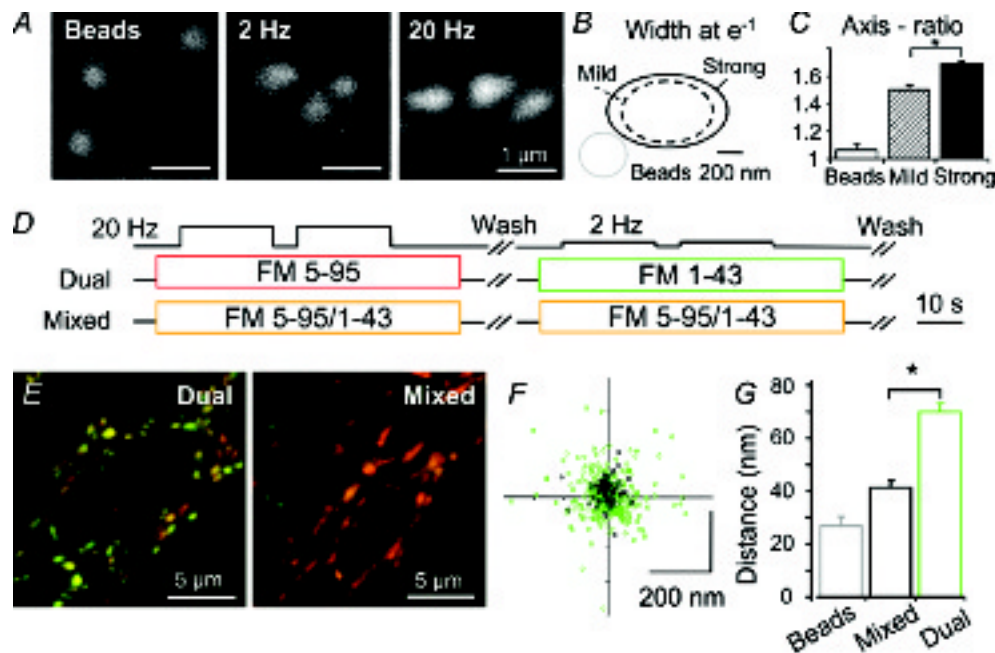 A
Beads
2 Hz
20 Hz
1 µm
B
Width at e⁻¹
Mild
Strong
Beads 200 nm
C
Axis - ratio
*
1.6
1.4
1.2
1
Beads Mild Strong
D
20 Hz
Wash
2 Hz
Wash
Dual
FM 5-95
FM 1-43
Mixed
FM 5-95/1-43
FM 5-95/1-43
10 s
E
Dual
5 µm
Mixed
5 µm
F
200 nm
G
Distance (nm)
*
80
60
40
20
0
Beads
Mixed
Dual